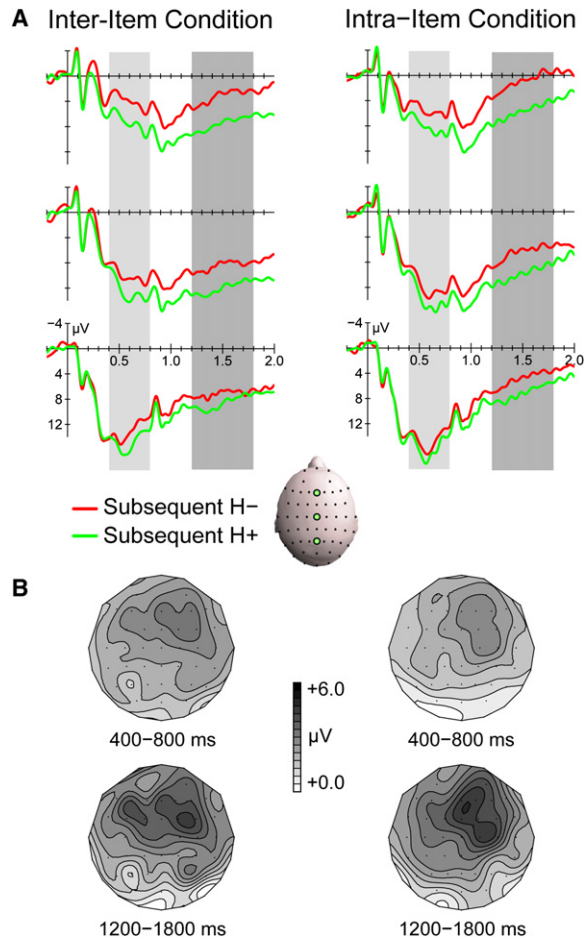 A
Inter-Item Condition
Intra-Item Condition
−4
μV
0.5 1.0 1.5 2.0
4
8
12
−4
μV
0.5 1.0 1.5 2.0
4
8
12
Subsequent H−
Subsequent H+
B
+6.0
μV
+0.0
400−800 ms
400−800 ms
1200−1800 ms
1200−1800 ms